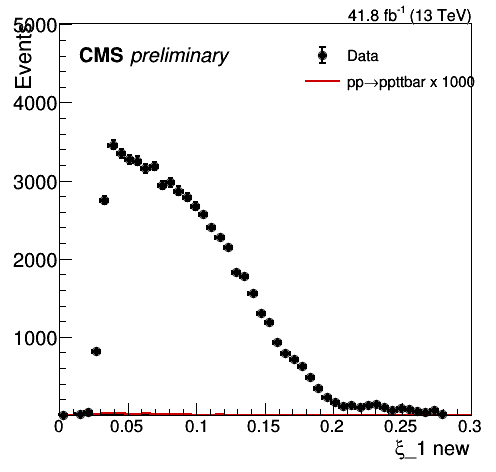 41.8 fb⁻¹ (13 TeV)
Events
CMS preliminary
Data
pp→ppttbar x 1000
5000
4000
3000
2000
1000
0 0.05 0.1 0.15 0.2 0.25 0.3
ξ_1 new